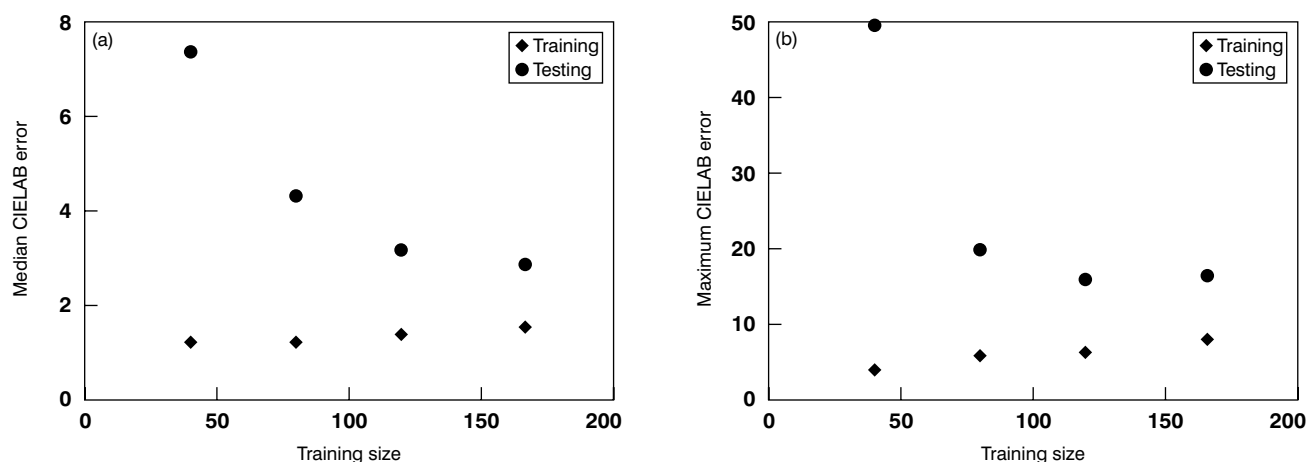 (a)
Training
Testing
8
6
4
2
0
Median CIELAB error
0 50 100 150 200
Training size
(b)
Training
Testing
50
40
30
20
10
0
Maximum CIELAB error
0 50 100 150 200
Training size